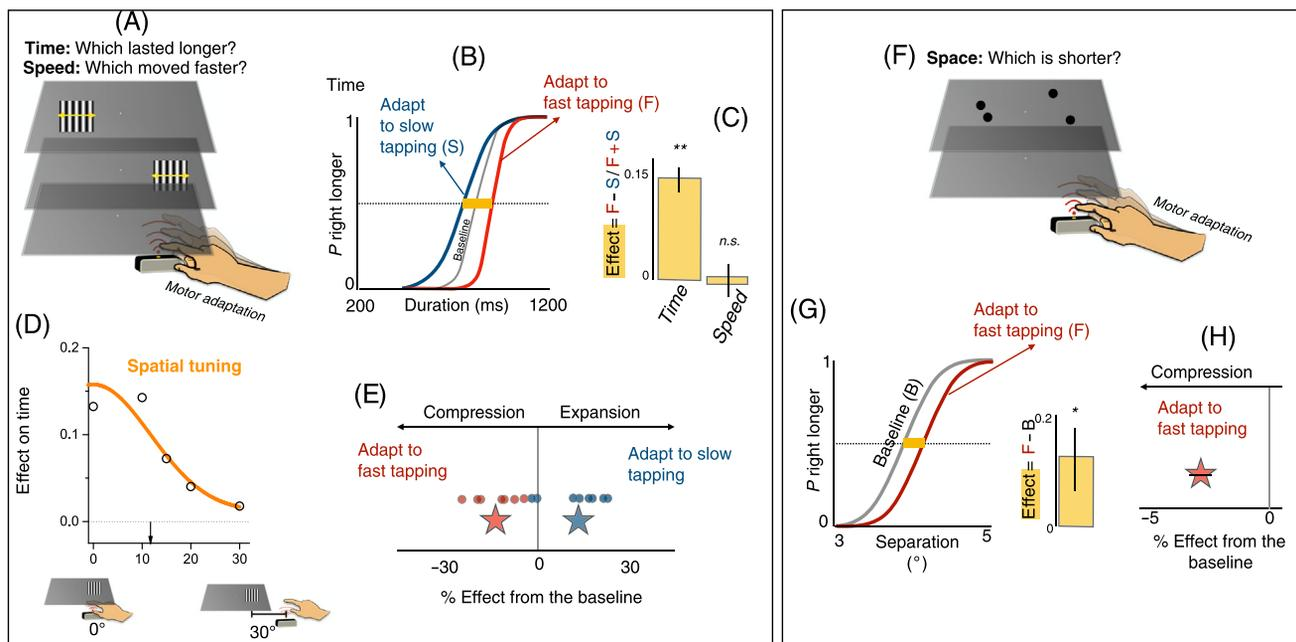 (A)
Time: Which lasted longer?
Speed: Which moved faster?
Motor adaptation
(B)
Time
Adapt
to slow
tapping (S)
Adapt to
fast tapping (F)
P right longer
1
0
Baseline
200
Duration (ms)
1200
(C)
Effect = F – S / F + S
0.15
0
**
n.s.
Time
Speed
(D)
Spatial tuning
Effect on time
0.2
0.1
0.0
0
10
20
30
0°
30°
(E)
Compression
Expansion
Adapt to
fast tapping
Adapt to slow
tapping
−30
0
30
% Effect from the baseline
(F)
Space: Which is shorter?
Motor adaptation
(G)
Adapt to
fast tapping (F)
P right longer
1
0
Baseline (B)
3
Separation
(°)
5
Effect = F – B
0.2
0
*
(H)
Compression
Adapt to
fast tapping
−5
0
% Effect from the
baseline